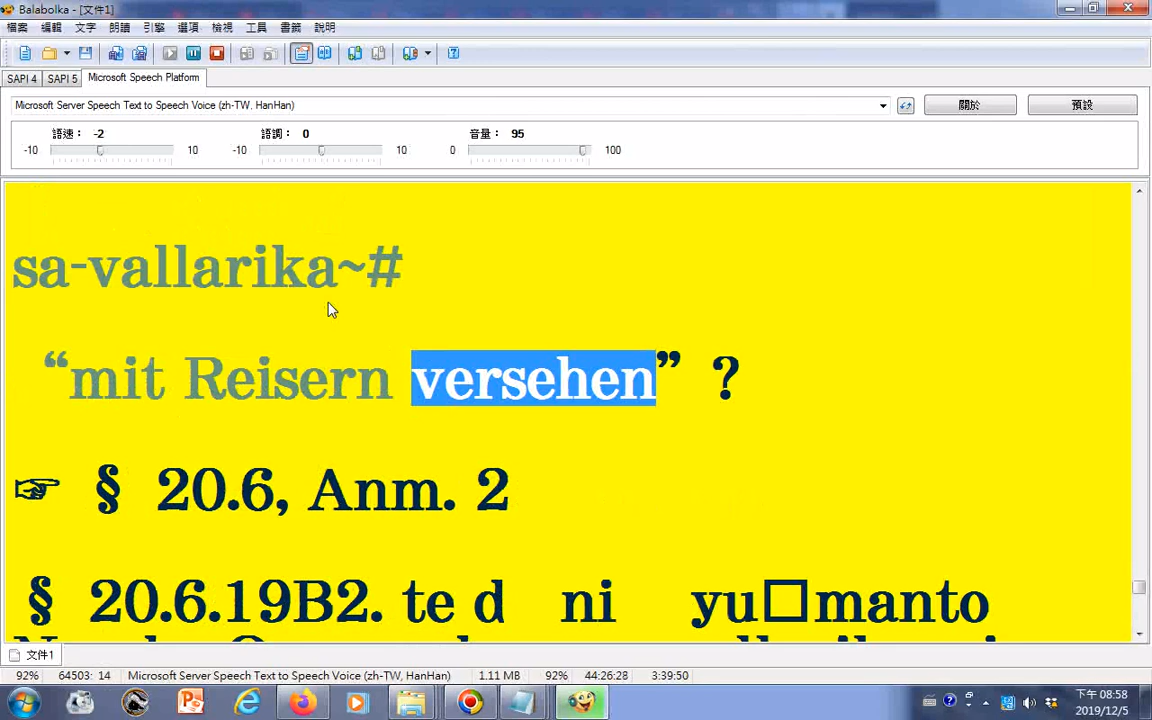 Balabolka - [文件1]
檔案 編輯 文字 朗讀 引擎 選項 檢視 工具 書籤 說明
SAPI 4 SAPI 5 Microsoft Speech Platform
Microsoft Server Speech Text to Speech Voice (zh-TW, HanHan) 關於 預設
語速： -2 語調： 0 音量： 95
-10 10 -10 10 0 100
sa-vallarika~#
“mit Reisern versehen” ?
☞ § 20.6, Anm. 2
§ 20.6.19B2. te d ni yu□manto
文件1
92% 64503: 14 Microsoft Server Speech Text to Speech Voice (zh-TW, HanHan) 1.11 MB 92% 44:26:28 3:39:50
下午 08:58
2019/12/5